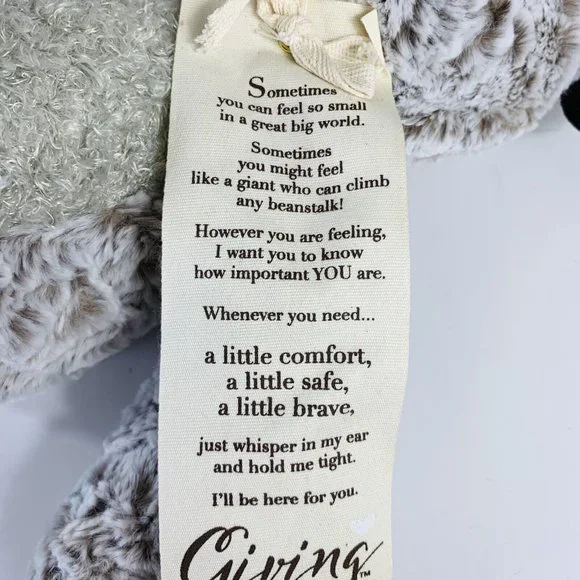 Sometimes
you can feel so small
in a great big world.
Sometimes
you might feel
like a giant who can climb
any beanstalk!
However you are feeling,
I want you to know
how important YOU are.
Whenever you need...
a little comfort,
a little safe,
a little brave,
just whisper in my ear
and hold me tight.
I'll be here for you.
Giving™